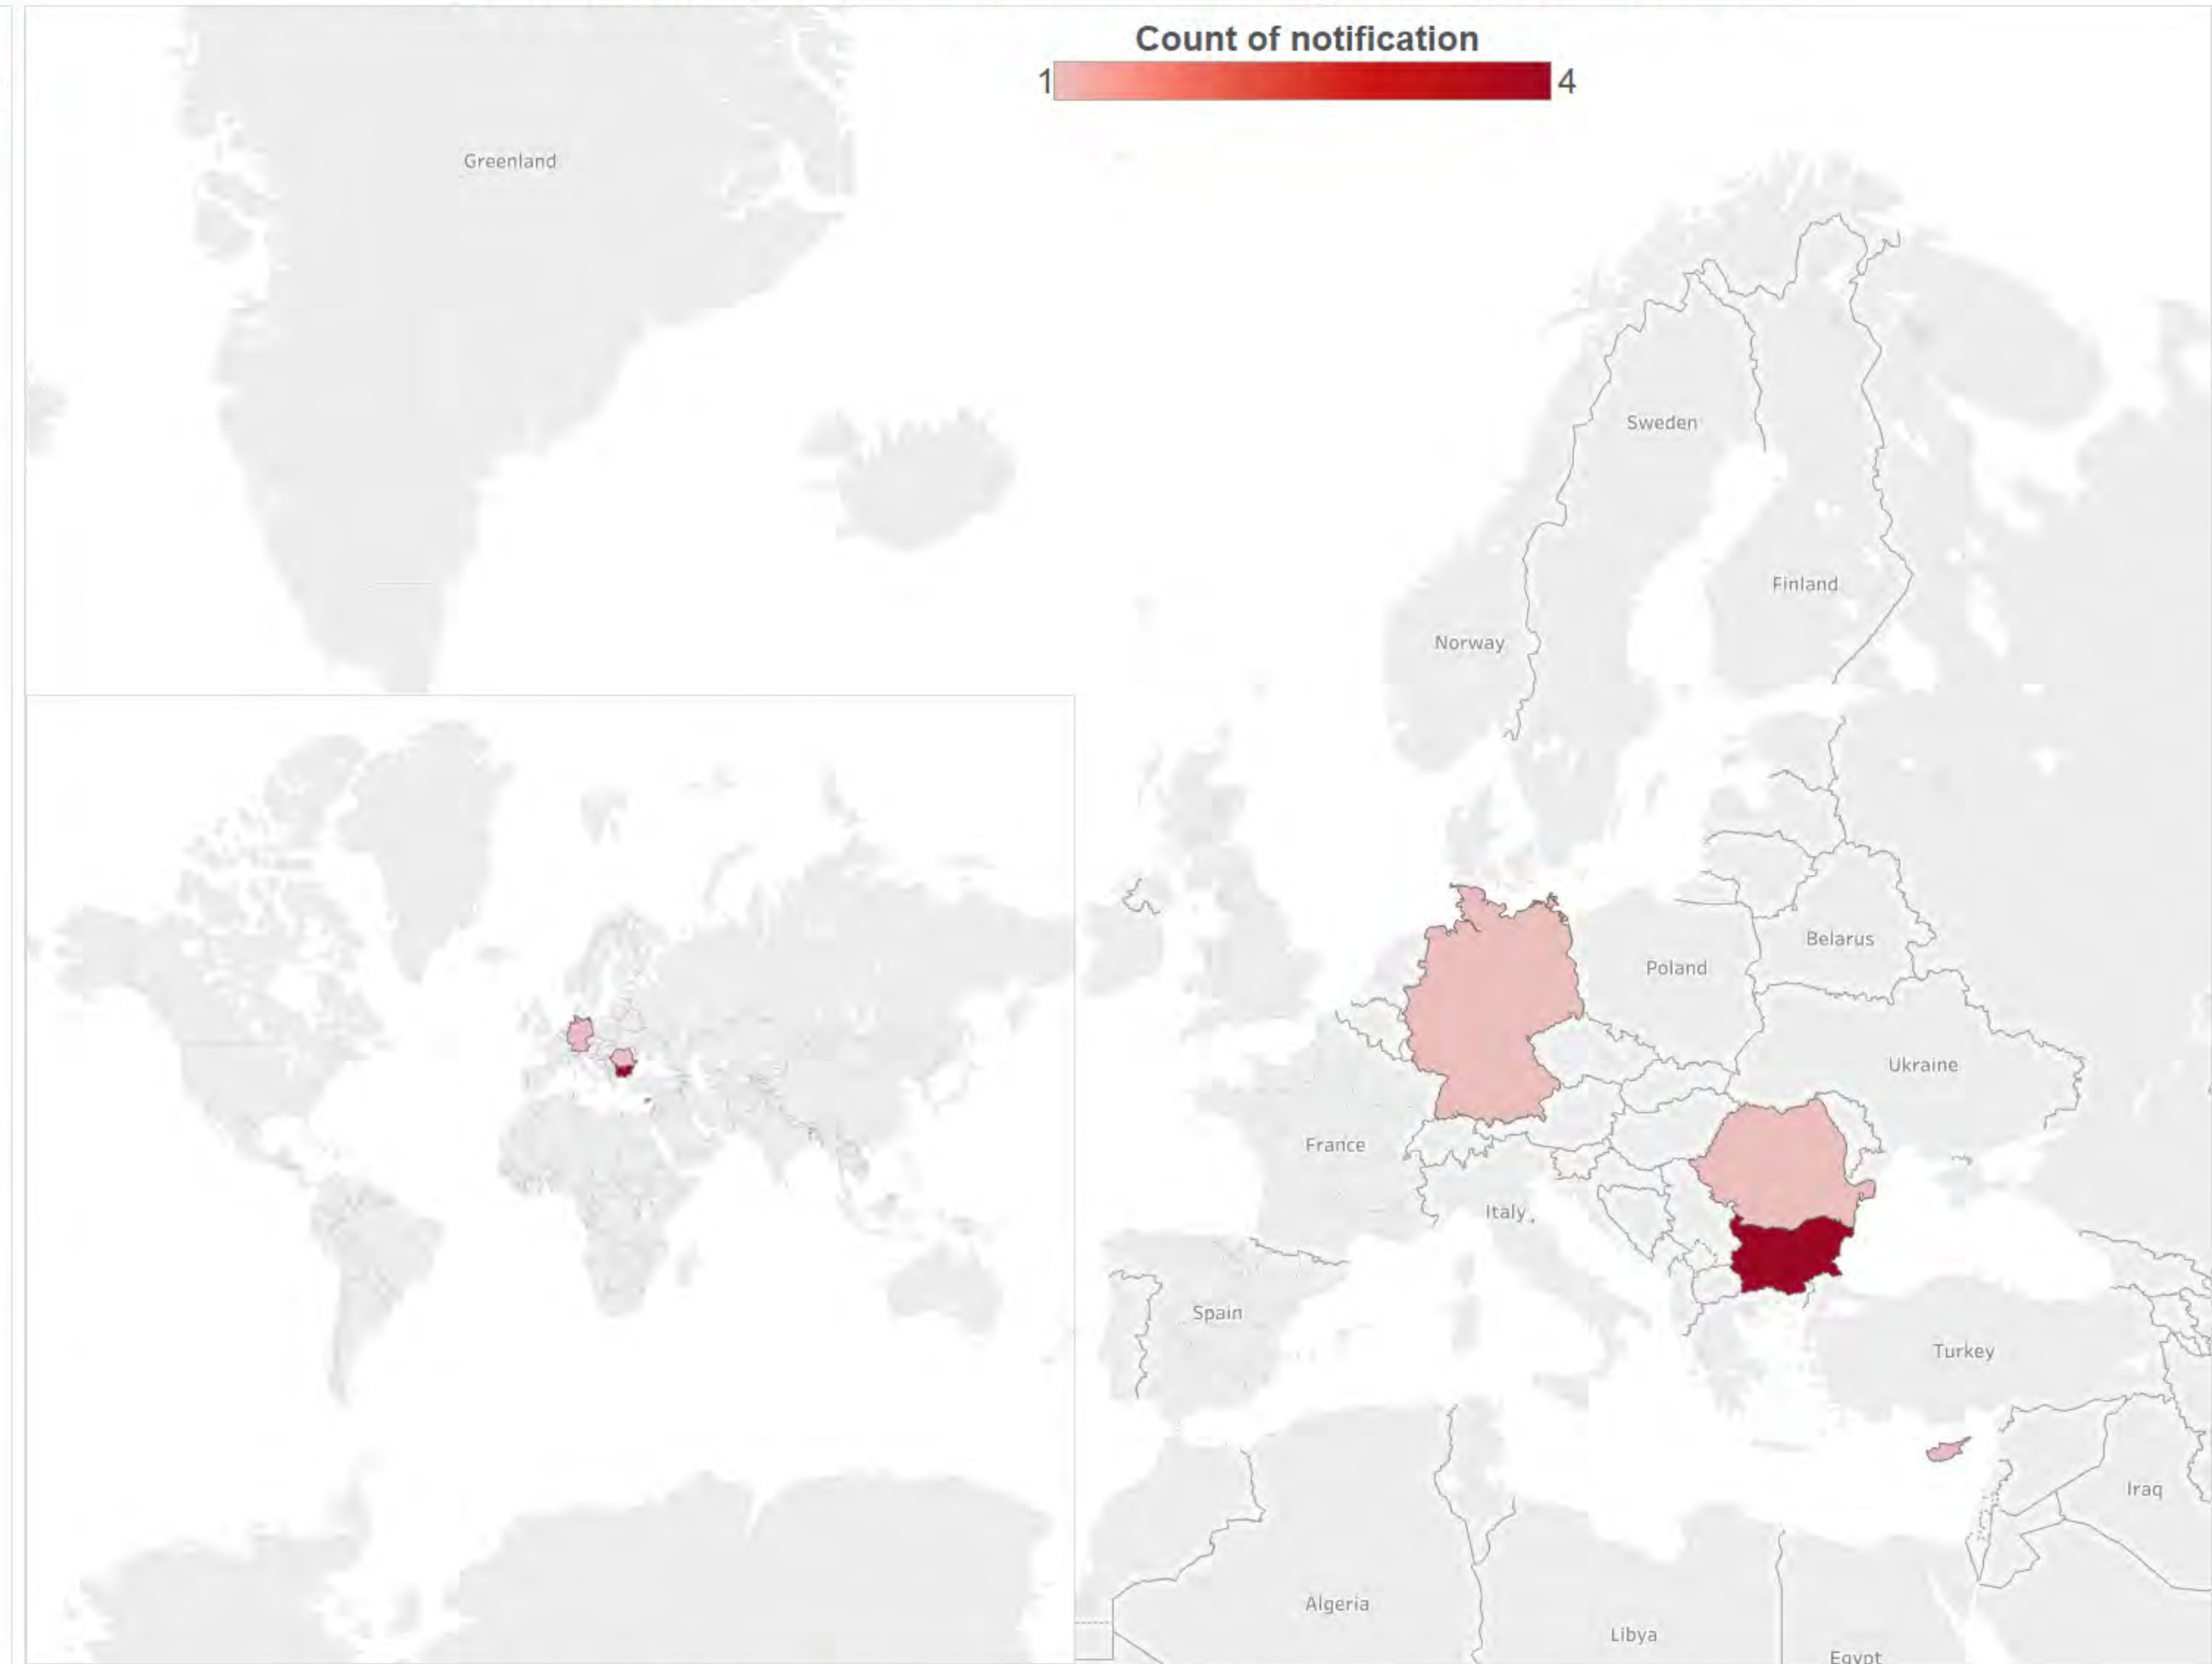 Count of notification
1 4
Greenland
Sweden
Finland
Norway
Belarus
Poland
Ukraine
France
Italy
Spain
Turkey
Iraq
Algeria
Libya
Egypt